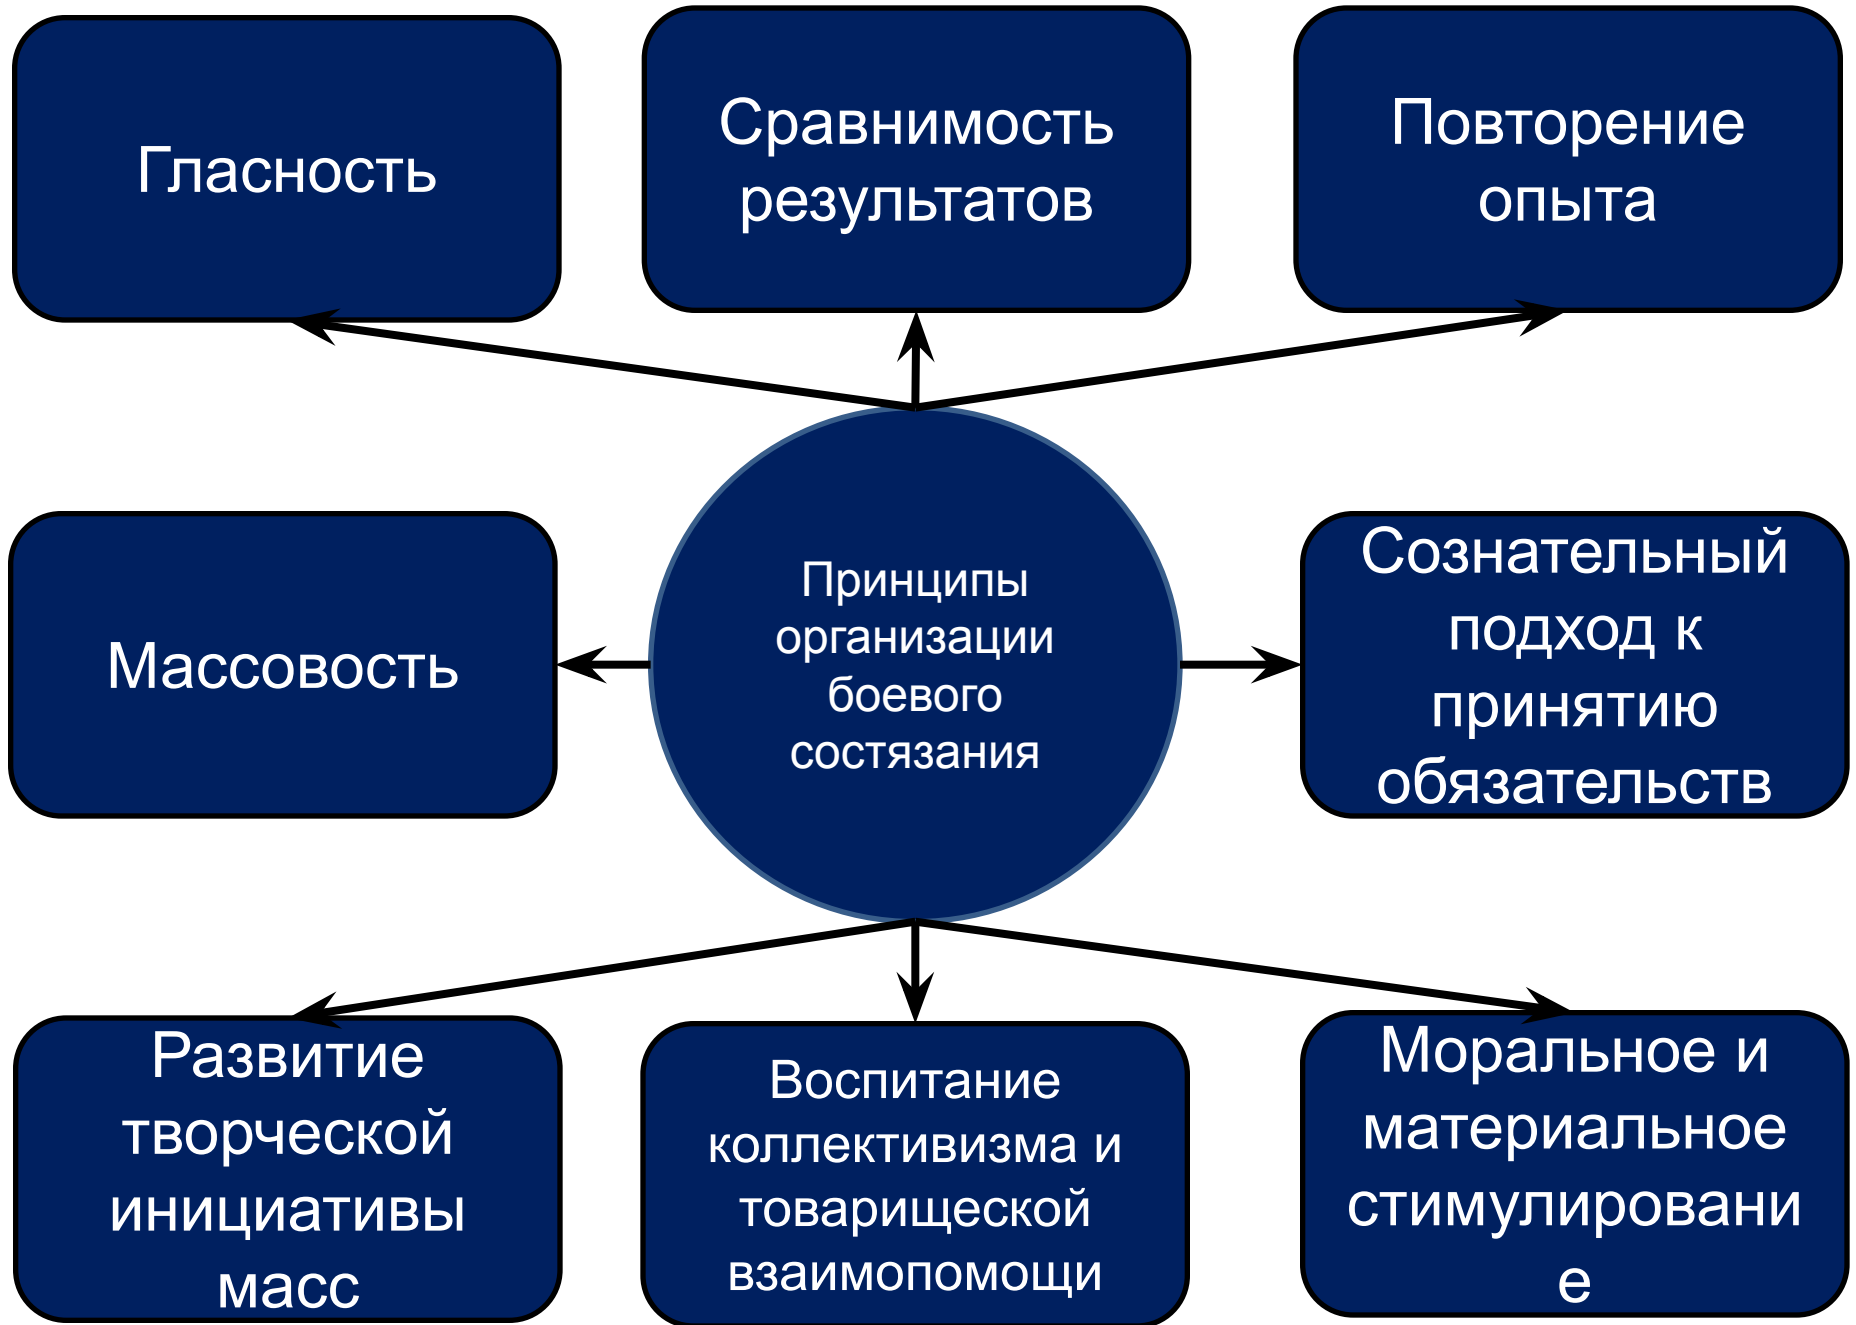 Гласность
Сравнимость
результатов
Повторение
опыта
Массовость
Принципы
организации
боевого
состязания
Сознательный
подход к
принятию
обязательств
Развитие
творческой
инициативы
масс
Воспитание
коллективизма и
товарищеской
взаимопомощи
Моральное и
материальное
стимулировани
е